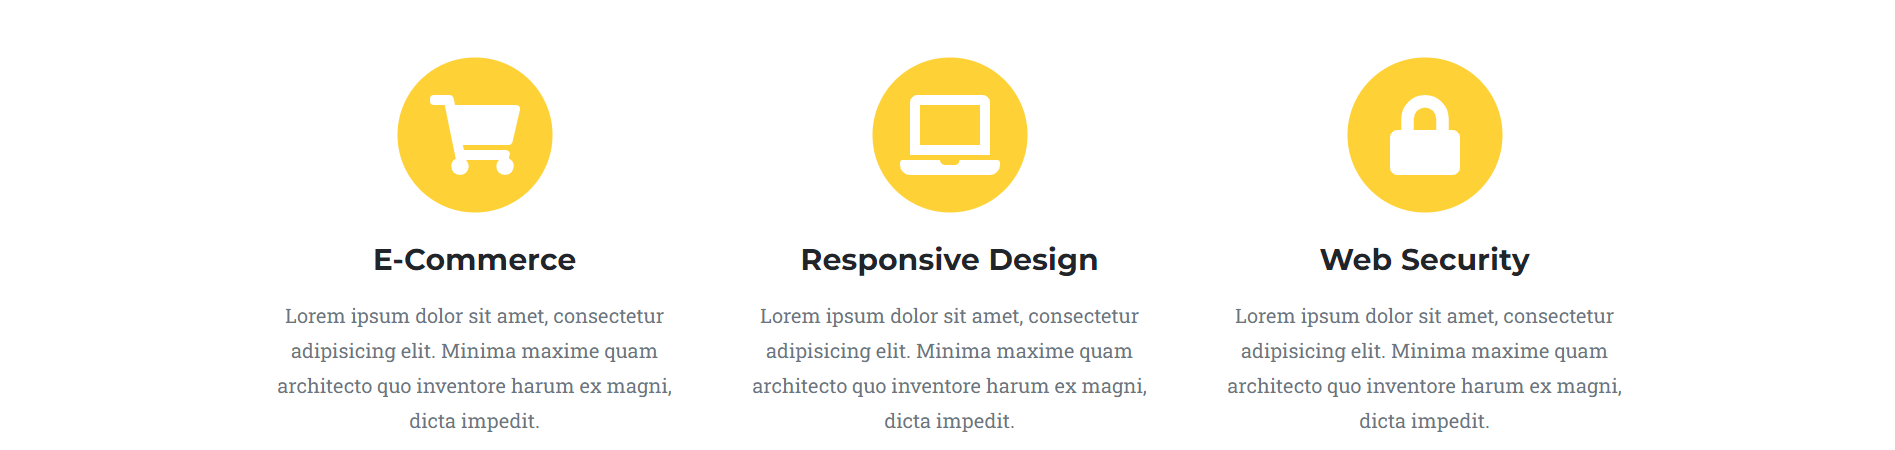 E-Commerce
Lorem ipsum dolor sit amet, consectetur
adipisicing elit. Minima maxime quam
architecto quo inventore harum ex magni,
dicta impedit.
Responsive Design
Lorem ipsum dolor sit amet, consectetur
adipisicing elit. Minima maxime quam
architecto quo inventore harum ex magni,
dicta impedit.
Web Security
Lorem ipsum dolor sit amet, consectetur
adipisicing elit. Minima maxime quam
architecto quo inventore harum ex magni,
dicta impedit.